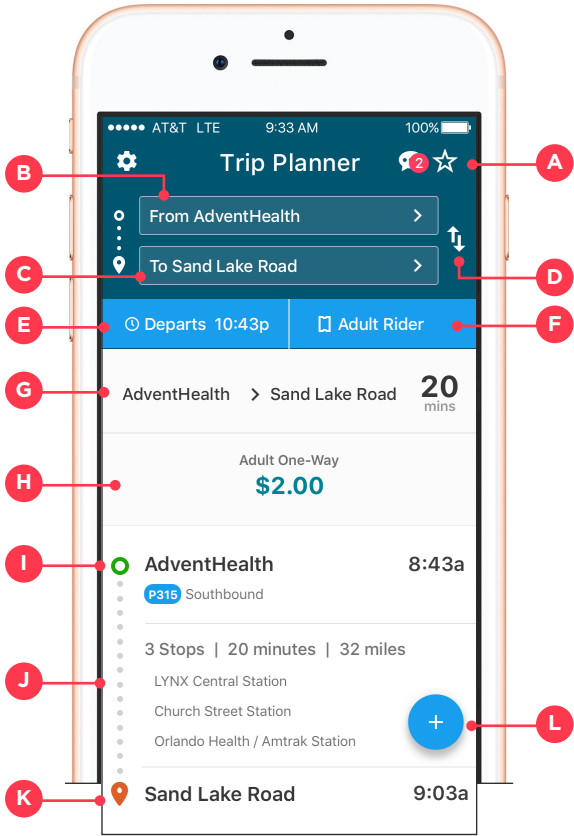 AT&T LTE 9:33 AM 100%
A
B
Trip Planner 2
From AdventHealth
C
To Sand Lake Road
D
E
Departs 10:43p Adult Rider
F
G
AdventHealth Sand Lake Road 20
mins
Adult One-Way
H
$2.00
I
AdventHealth 8:43a
P315 Southbound
3 Stops | 20 minutes | 32 miles
J
LYNX Central Station
Church Street Station
L
+
Orlando Health / Amtrak Station
K
Sand Lake Road 9:03a